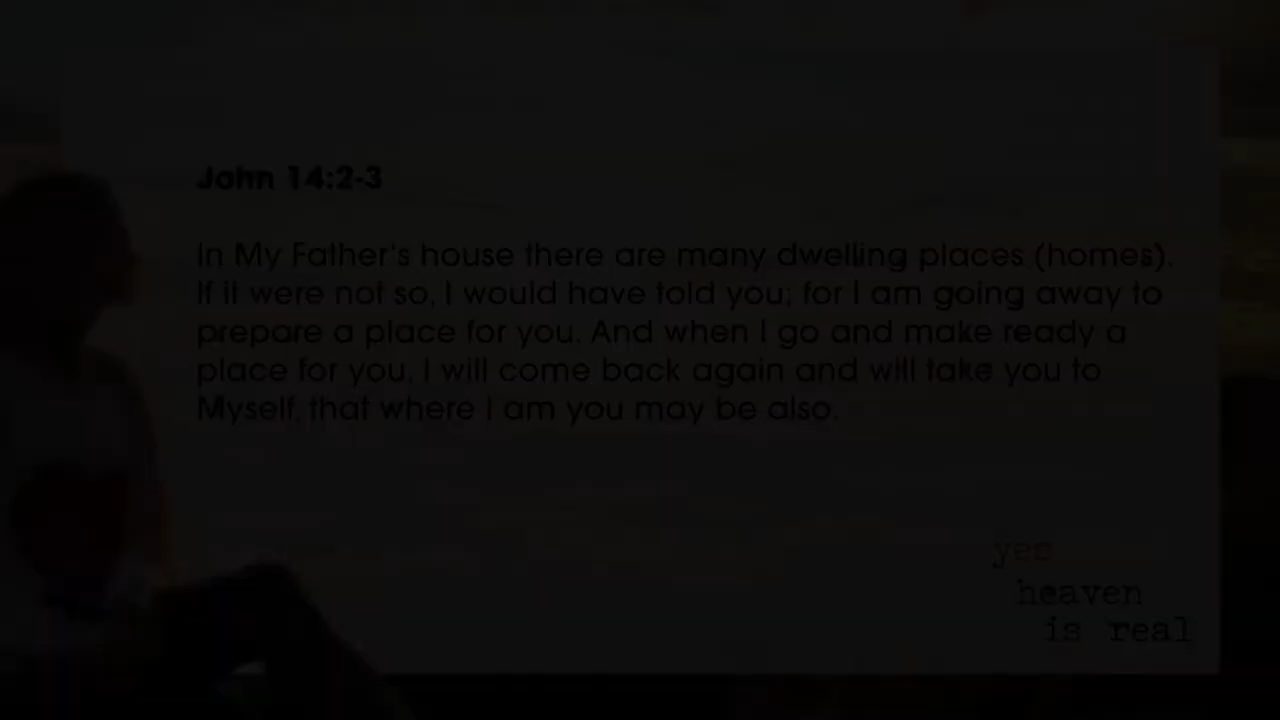 John 14:2-3
In My Father's house there are many dwelling places (homes).
If it were not so, I would have told you; for I am going away to
prepare a place for you. And when I go and make ready a
place for you, I will come back again and will take you to
Myself, that where I am you may be also.
yes
heaven
is real